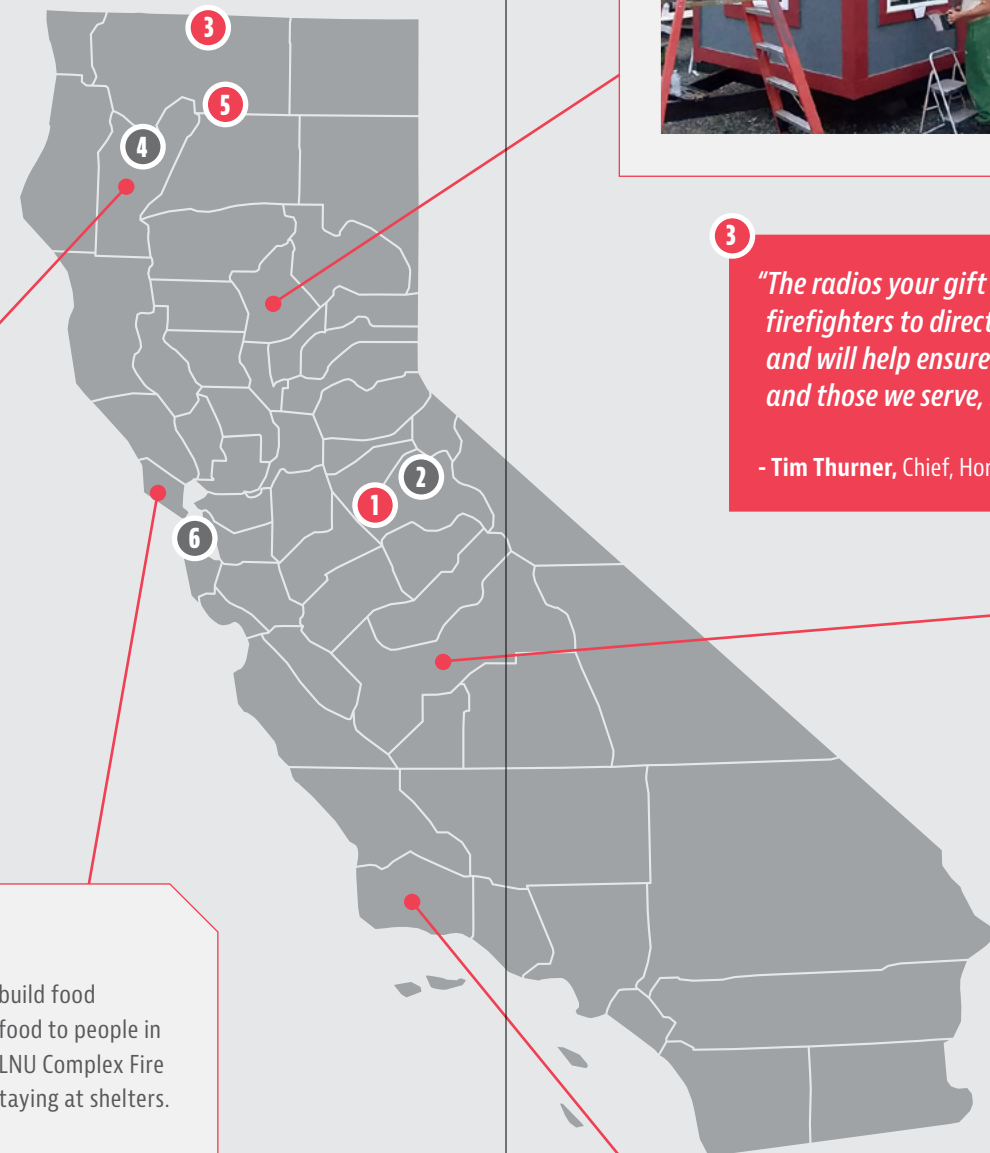 3
5
4
3
"The radios your gift
firefighters to direct
and will help ensure
and those we serve,
- Tim Thurner, Chief, Hor
2
1
6
build food
food to people in
LNU Complex Fire
taying at shelters.